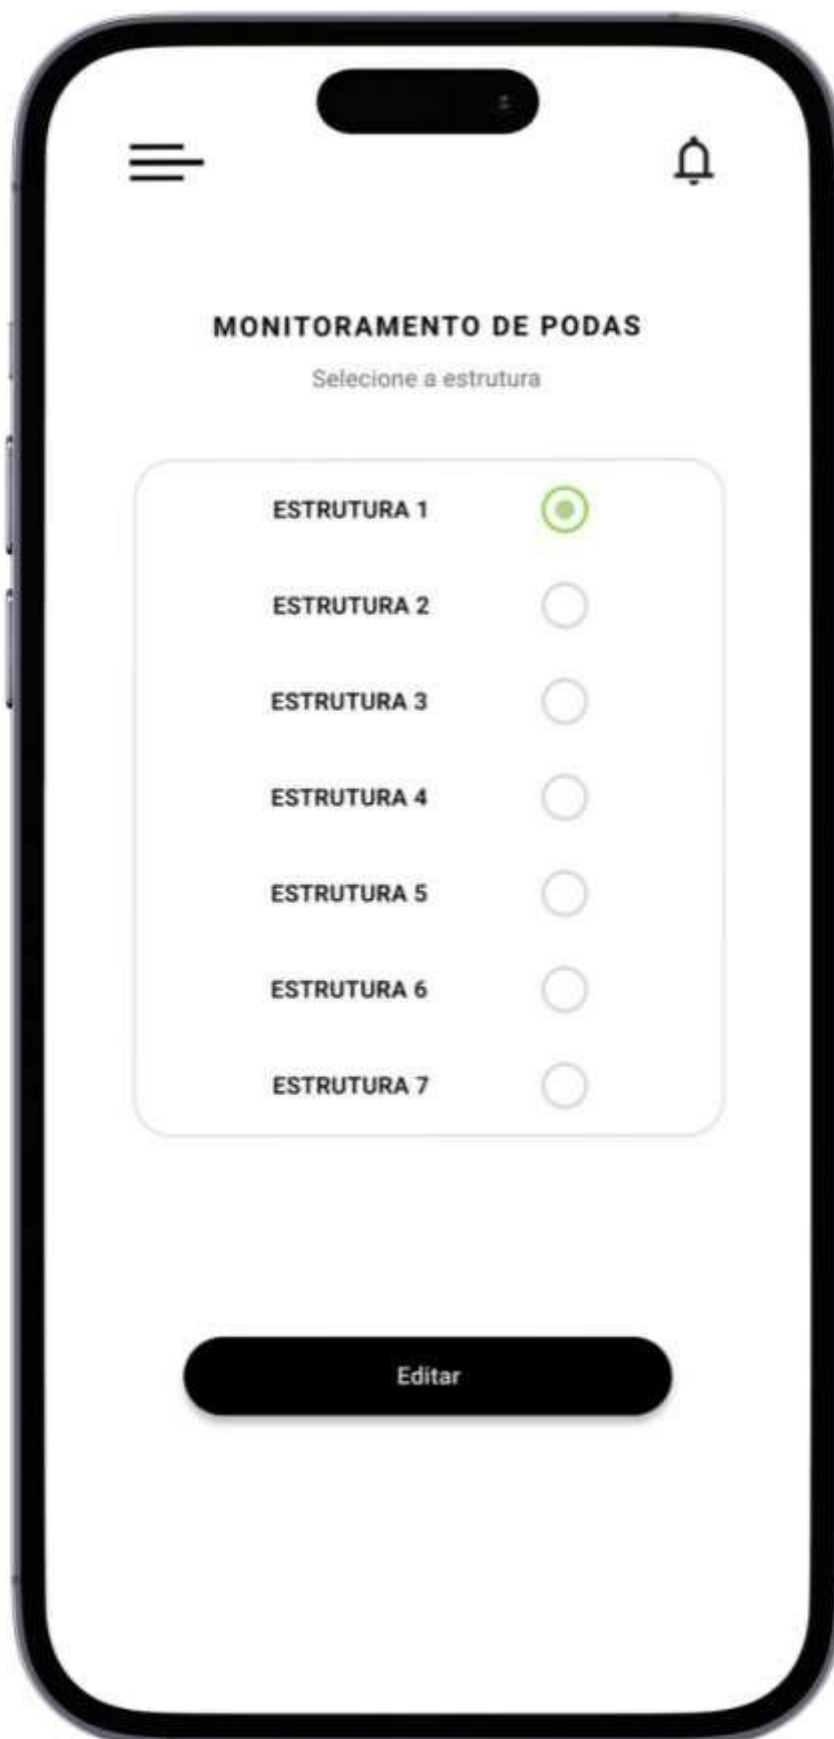 MONITORAMENTO DE PODAS
Selecione a estrutura
ESTRUTURA 1
ESTRUTURA 2
ESTRUTURA 3
ESTRUTURA 4
ESTRUTURA 5
ESTRUTURA 6
ESTRUTURA 7
Editar